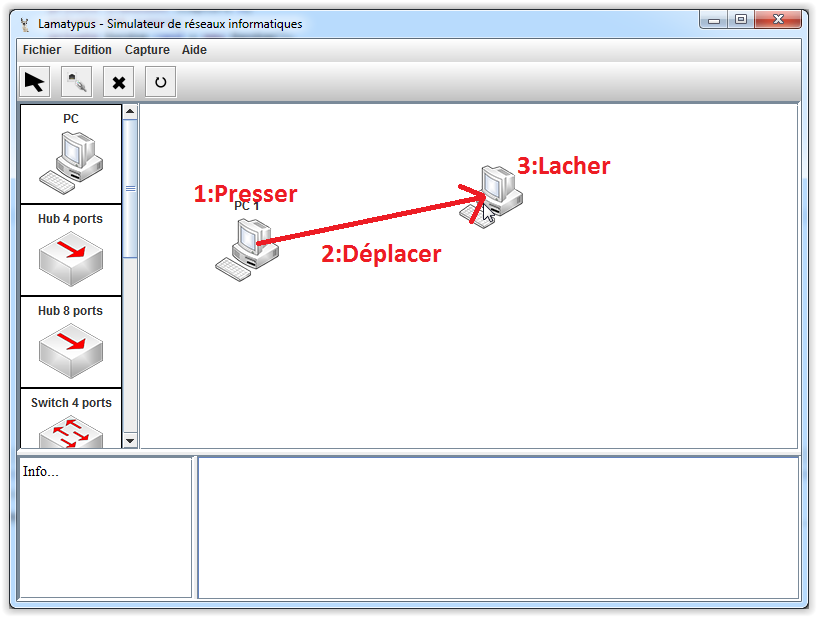 Lamatypus - Simulateur de réseaux informatiques
Fichier Edition Capture Aide
PC
Hub 4 ports
Hub 8 ports
Switch 4 ports
1:Presser
PC 1
2:Déplacer
3:Lacher
Info...